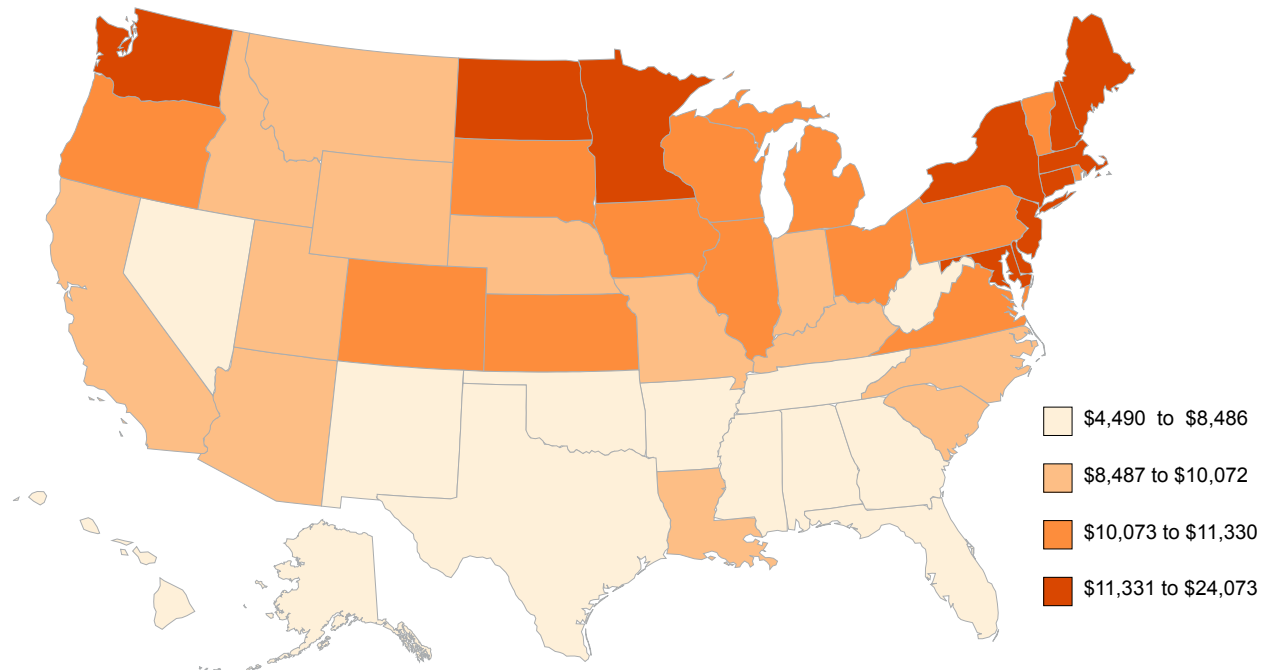 $4,490 to $8,486
$8,487 to $10,072
$10,073 to $11,330
$11,331 to $24,073